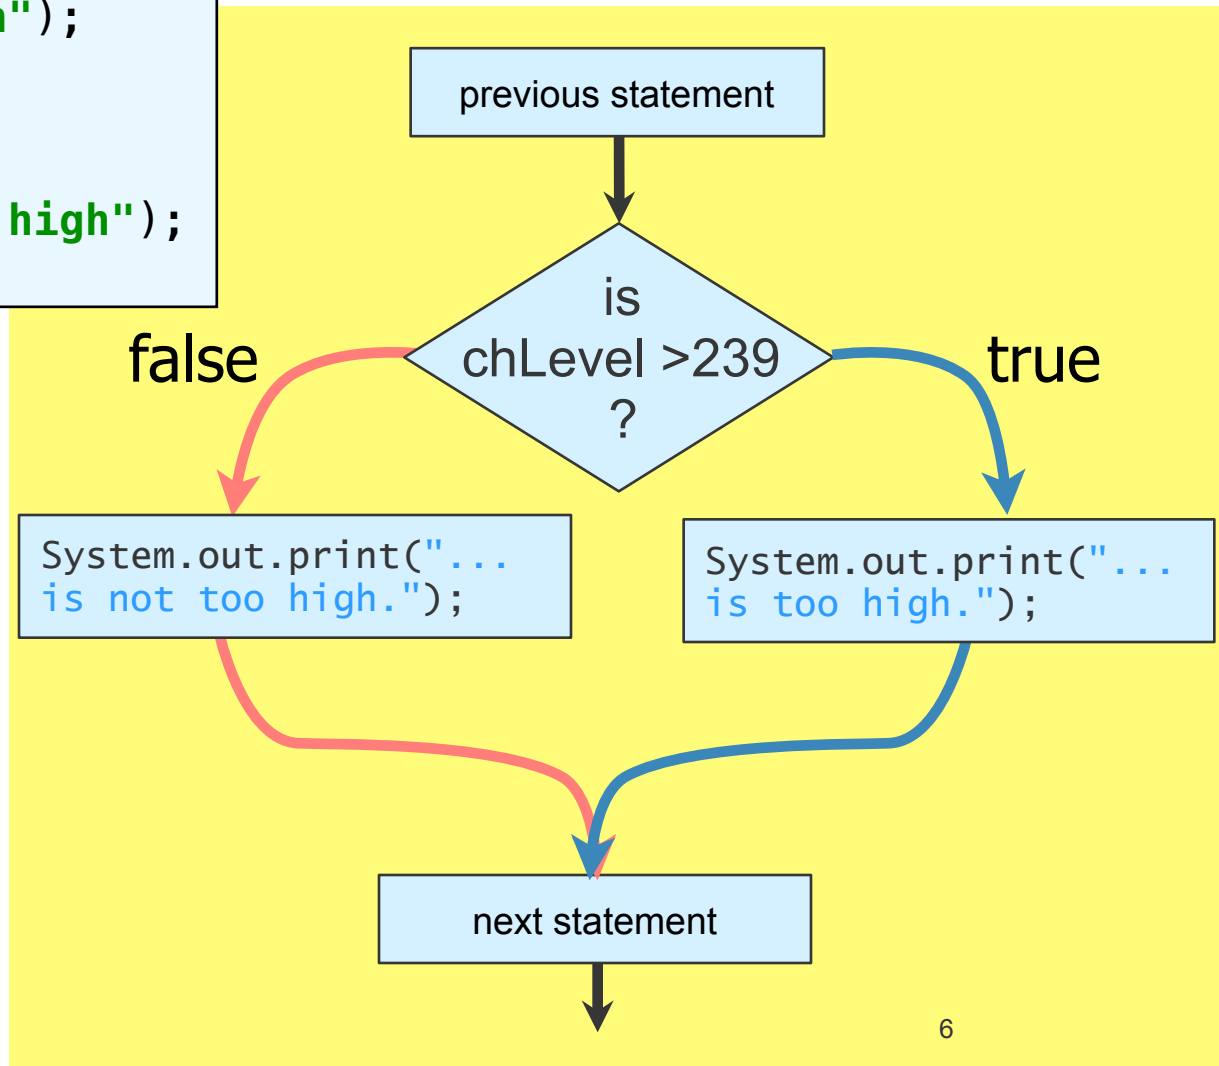 ");
high");
previous statement
is
chLevel >239
?
false
true
System.out.print("...
is not too high.");
System.out.print("...
is too high.");
next statement
6